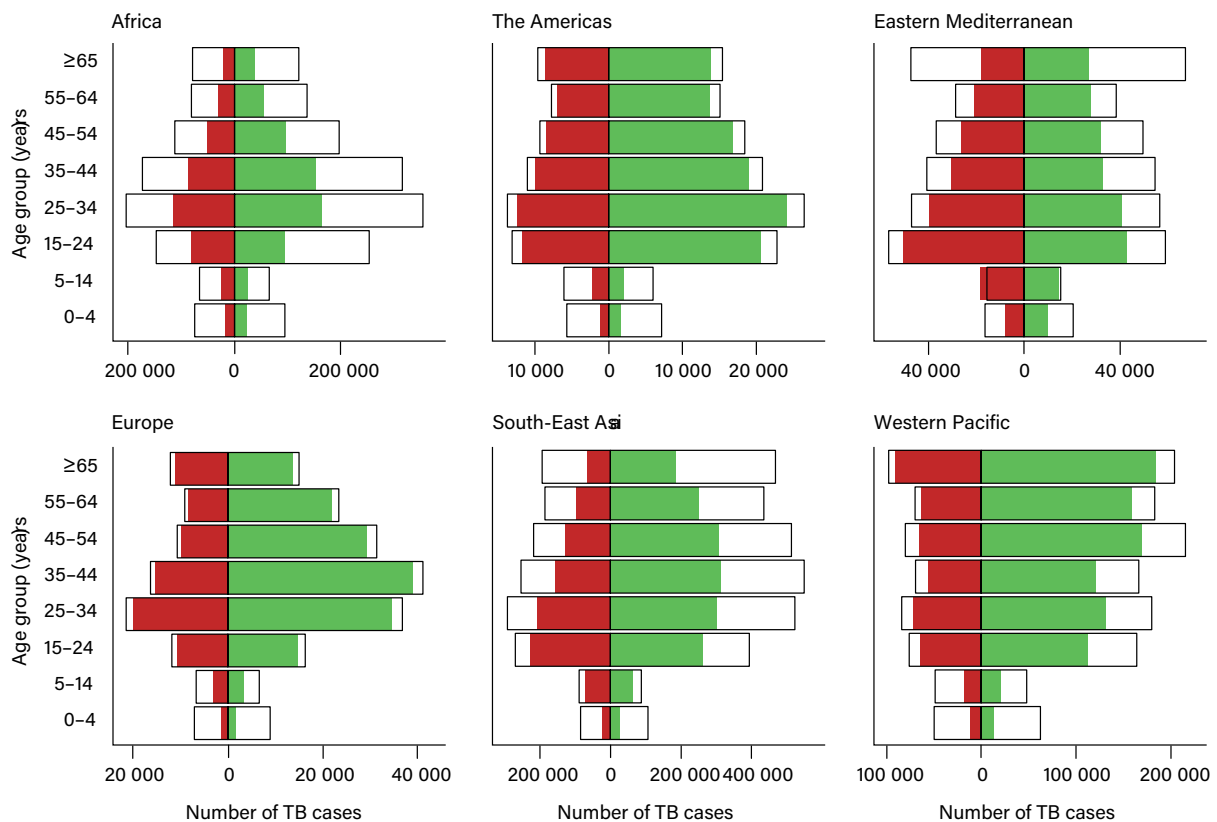 Africa
The Americas
Eastern Mediterranean
Age group (years)
≥65
55–64
45–54
35–44
25–34
15–24
5–14
0–4
200 000 0 200 000
10 000 0 10 000 20 000
40 000 0 40 000
Europe
South-East Asia
Western Pacific
Age group (years)
≥65
55–64
45–54
35–44
25–34
15–24
5–14
0–4
20 000 0 20 000 40 000
200 000 0 200 000 400 000
100 000 0 100 000 200 000
Number of TB cases
Number of TB cases
Number of TB cases